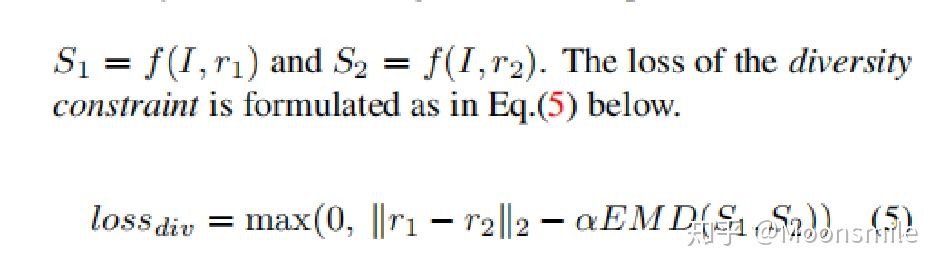 S₁ = f(I, r₁) and S₂ = f(I, r₂). The loss of the diversity
constraint is formulated as in Eq.(5) below.
loss_div = max(0, ‖r₁ − r₂‖₂ − αEMD(S₁, S₂)) (5)
知乎 @Moonsmile